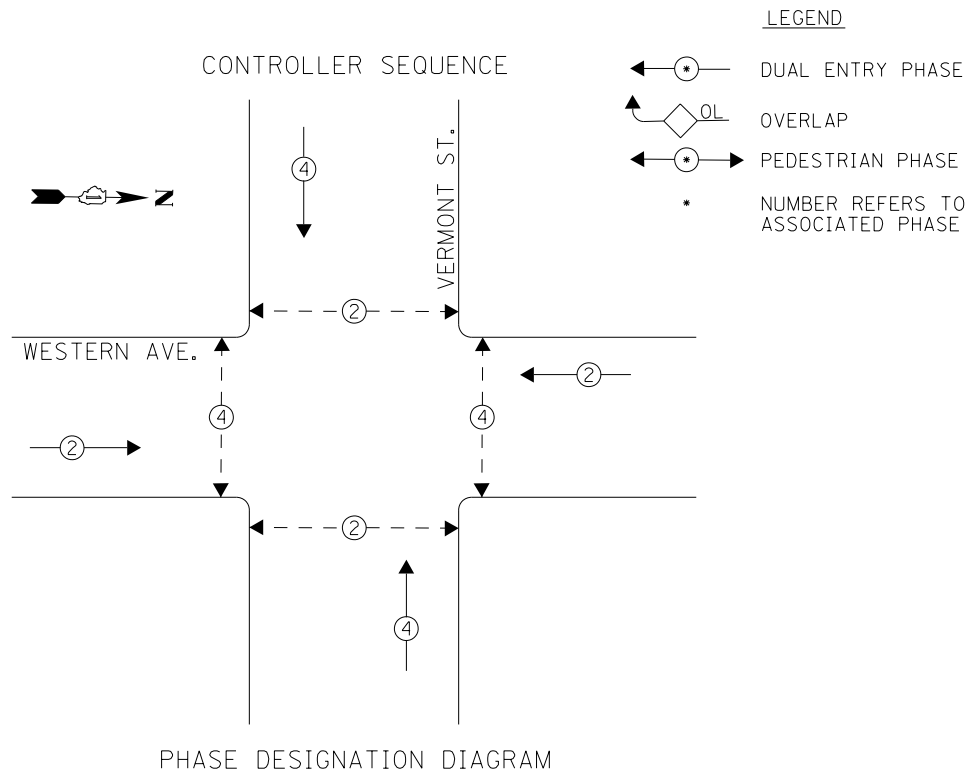 LEGEND
CONTROLLER SEQUENCE
* DUAL ENTRY PHASE
OL OVERLAP
* PEDESTRIAN PHASE
* NUMBER REFERS TO
ASSOCIATED PHASE
VERMONT ST.
4
N
2
WESTERN AVE.
2
4
4
2
2
4
PHASE DESIGNATION DIAGRAM